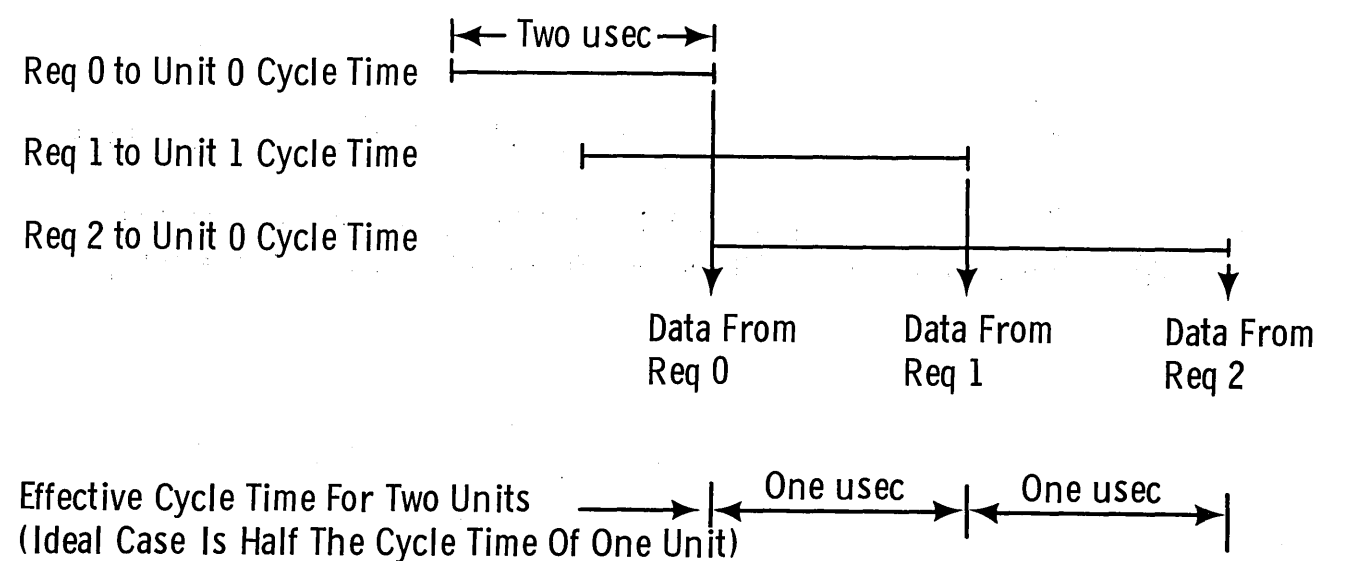 Two usec
Req 0 to Unit 0 Cycle Time
Req 1 to Unit 1 Cycle Time
Req 2 to Unit 0 Cycle Time
Data From
Req 0
Data From
Req 1
Data From
Req 2
Effective Cycle Time For Two Units
(Ideal Case Is Half The Cycle Time Of One Unit)
One usec
One usec